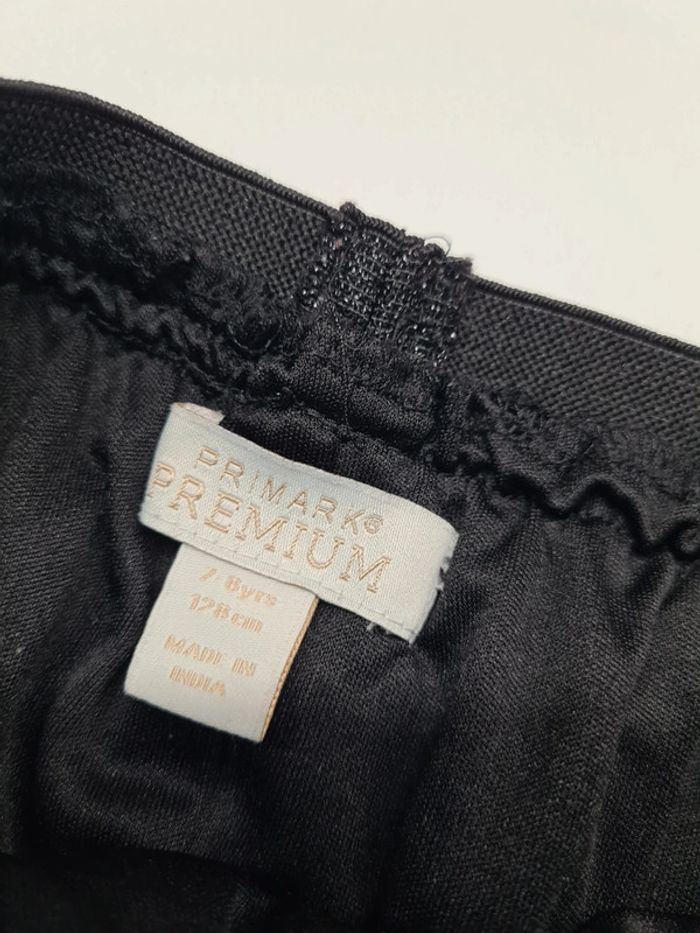 PRIMARK®
PREMIUM
7 8yrs
128cm
MADE IN
INDIA